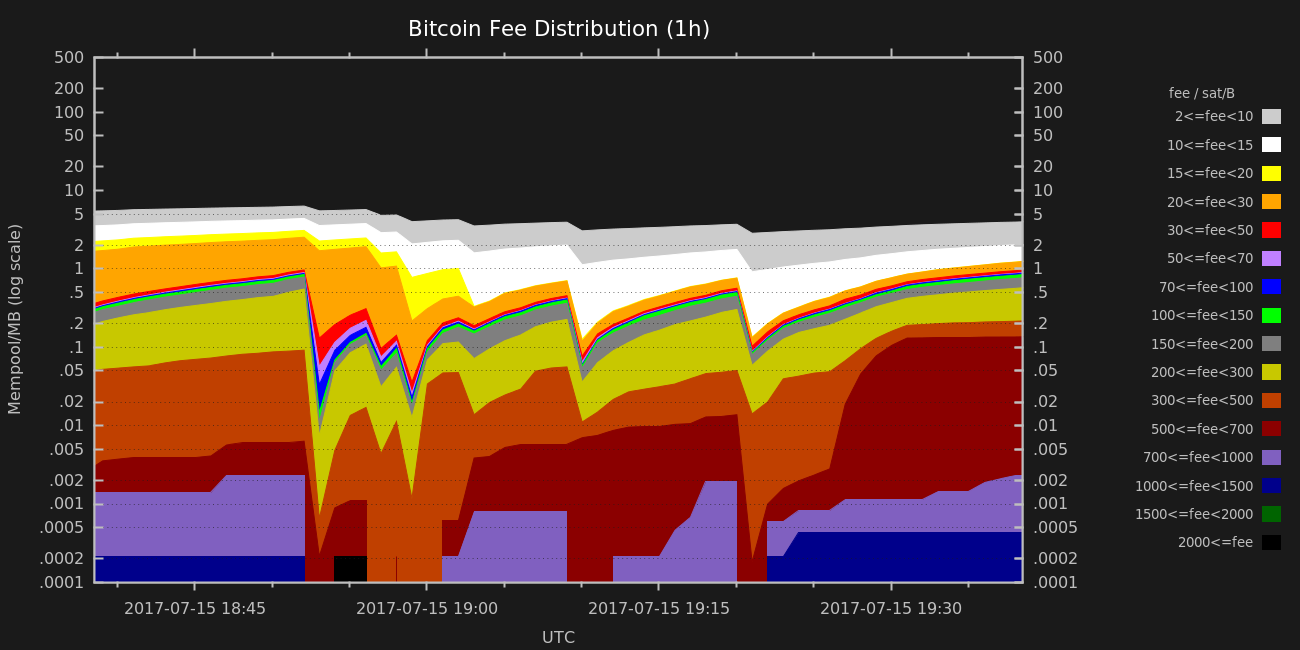 Bitcoin Fee Distribution (1h)
500
200
100
50
20
10
5
2
1
.5
.2
.1
.05
.02
.01
.005
.002
.001
.0005
.0002
.0001
Mempool/MB (log scale)
500
200
100
50
20
10
5
2
1
.5
.2
.1
.05
.02
.01
.005
.002
.001
.0005
.0002
.0001
2017-07-15 18:45
2017-07-15 19:00
2017-07-15 19:15
2017-07-15 19:30
UTC
fee / sat/B
2<=fee<10
10<=fee<15
15<=fee<20
20<=fee<30
30<=fee<50
50<=fee<70
70<=fee<100
100<=fee<150
150<=fee<200
200<=fee<300
300<=fee<500
500<=fee<700
700<=fee<1000
1000<=fee<1500
1500<=fee<2000
2000<=fee